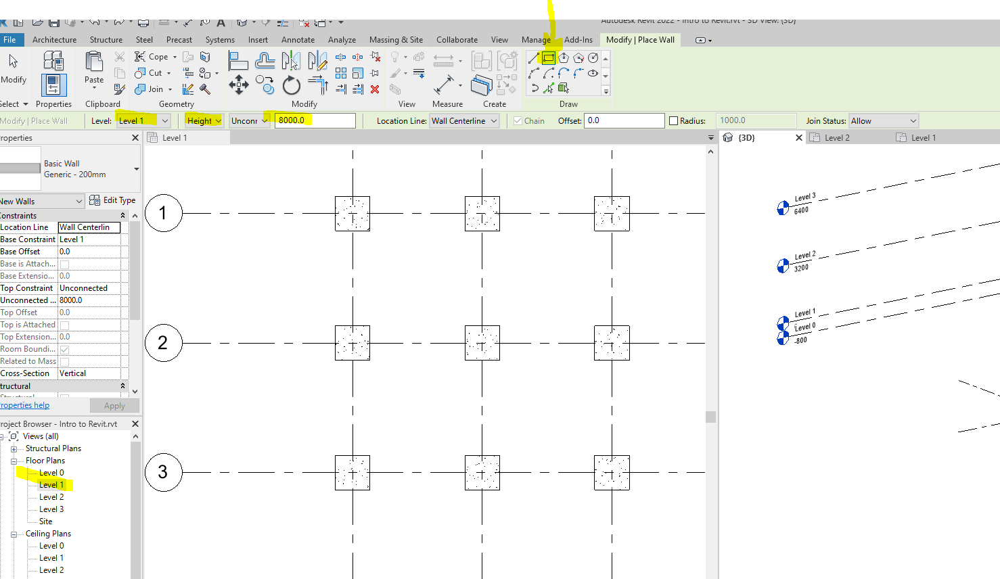 Autodesk Revit 2022 - Intro to Revit.rvt - 3D View: {3D}
File Architecture Structure Steel Precast Systems Insert Annotate Analyze Massing & Site Collaborate View Manage Add-Ins Modify | Place Wall
Modify Paste Cope Cut Join
Select Properties Clipboard Geometry Modify View Measure Create Draw
Modify | Place Wall Level: Level 1 Height Unconn 8000.0 Location Line: Wall Centerline Chain Offset: 0.0 Radius: 1000.0 Join Status: Allow
roperties
Level 1
{3D} Level 2 Level 1
Basic Wall
Generic - 200mm
New Walls Edit Type
Constraints
Location Line Wall Centerlin
Base Constraint Level 1
Base Offset 0.0
Base is Attach...
Base Extensio... 0.0
Top Constraint Unconnected
Unconnected ... 8000.0
Top Offset 0.0
Top is Attached
Top Extension... 0.0
Room Boundi...
Related to Mass
Cross-Section Vertical
tructural
Structural
roperties help Apply
roject Browser - Intro to Revit.rvt
Views (all)
Structural Plans
Floor Plans
Level 0
Level 1
Level 2
Level 3
Site
Ceiling Plans
Level 0
Level 1
Level 2
1
2
3
Level 3
6400
Level 2
3200
Level 1
Level 0
-800